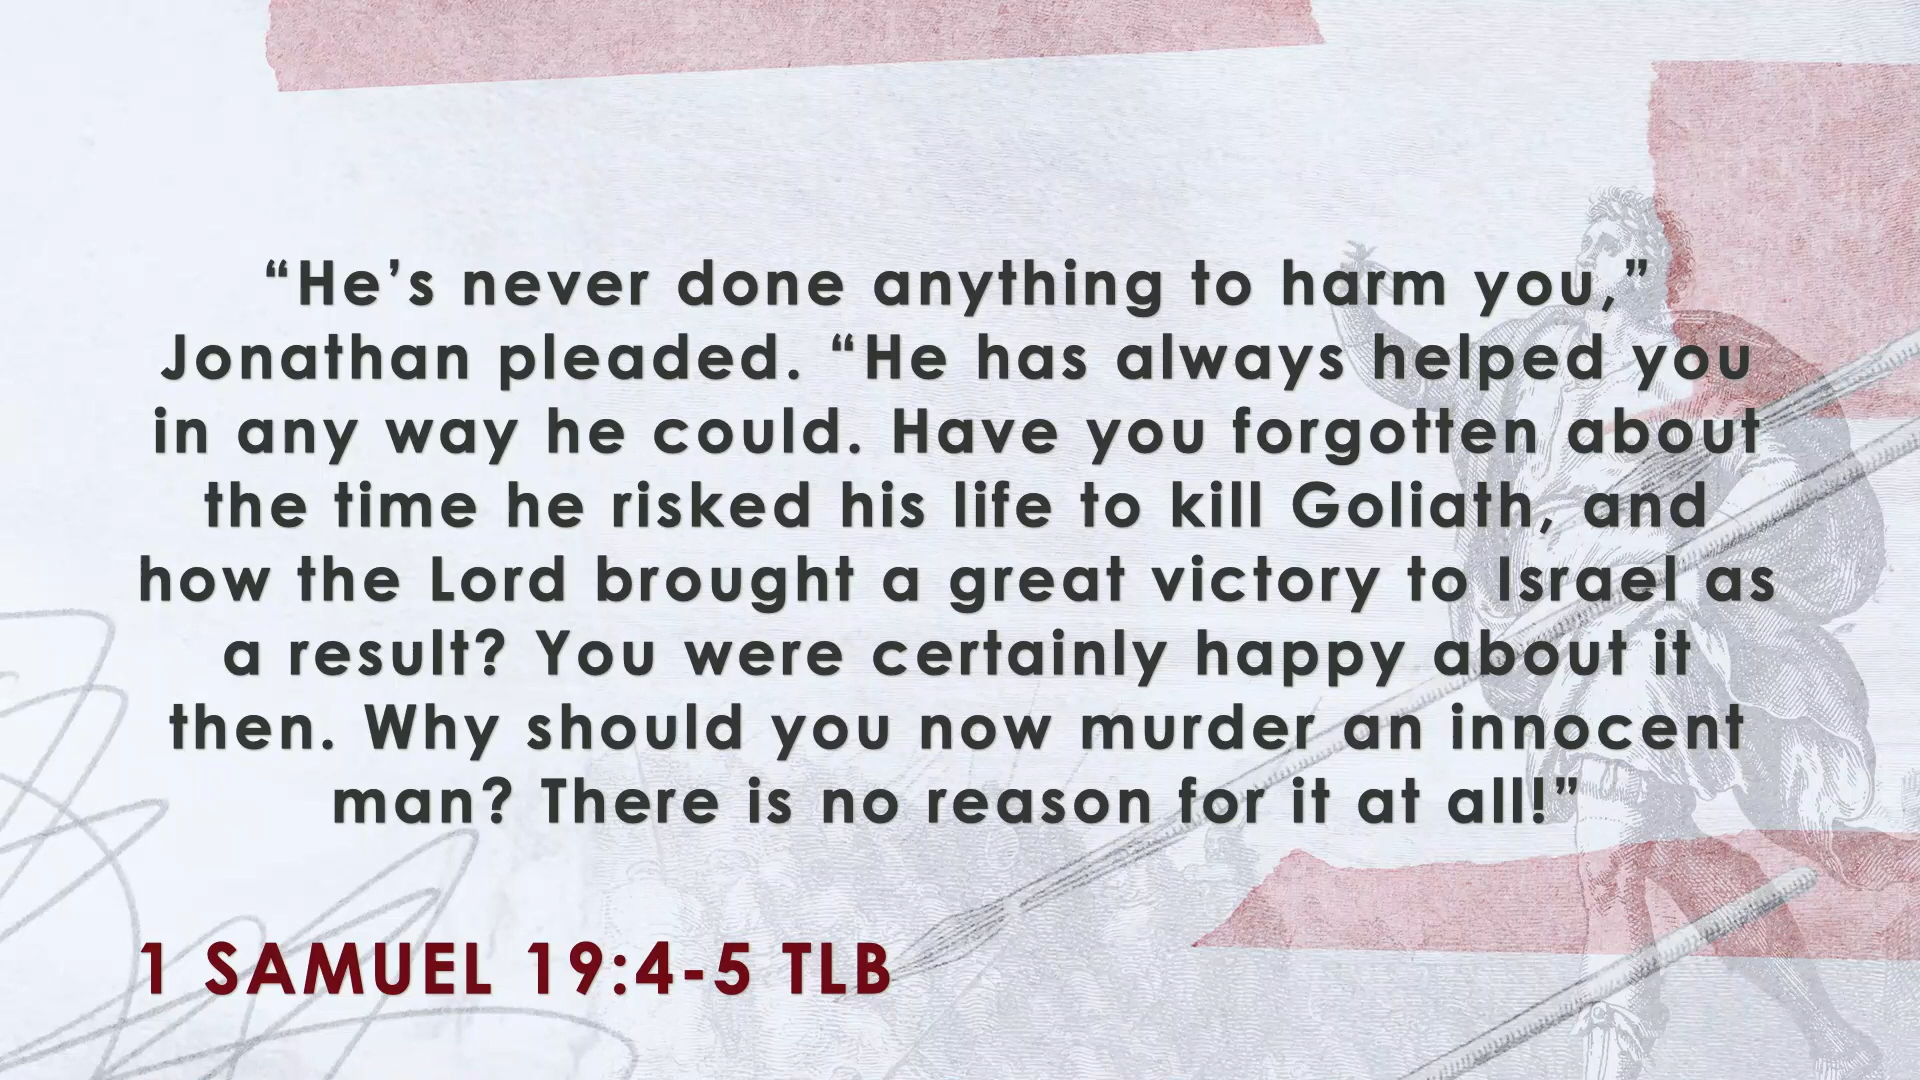 “He’s never done anything to harm you,”
Jonathan pleaded. “He has always helped you
in any way he could. Have you forgotten about
the time he risked his life to kill Goliath, and
how the Lord brought a great victory to Israel as
a result? You were certainly happy about it
then. Why should you now murder an innocent
man? There is no reason for it at all!”
1 SAMUEL 19:4-5 TLB